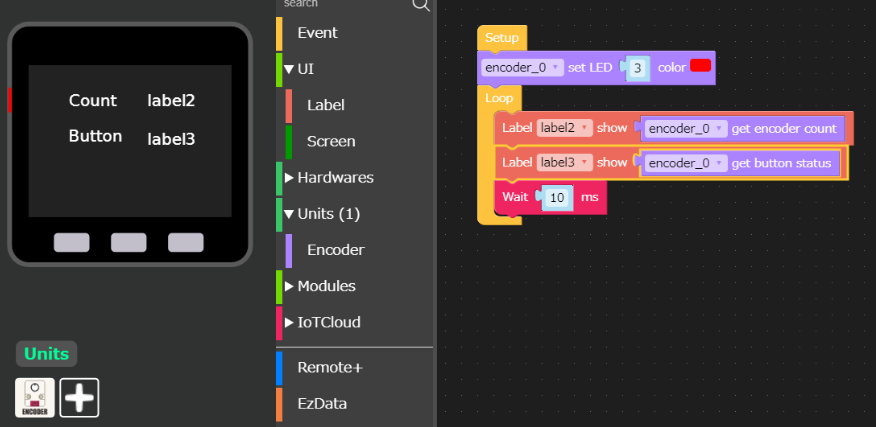 search
Event
UI
Label
Screen
Hardwares
Units (1)
Encoder
Modules
IoTCloud
Remote+
EzData
Count label2
Button label3
Units
ENCODER
Setup
encoder_0 set LED 3 color
Loop
Label label2 show encoder_0 get encoder count
Label label3 show encoder_0 get button status
Wait 10 ms